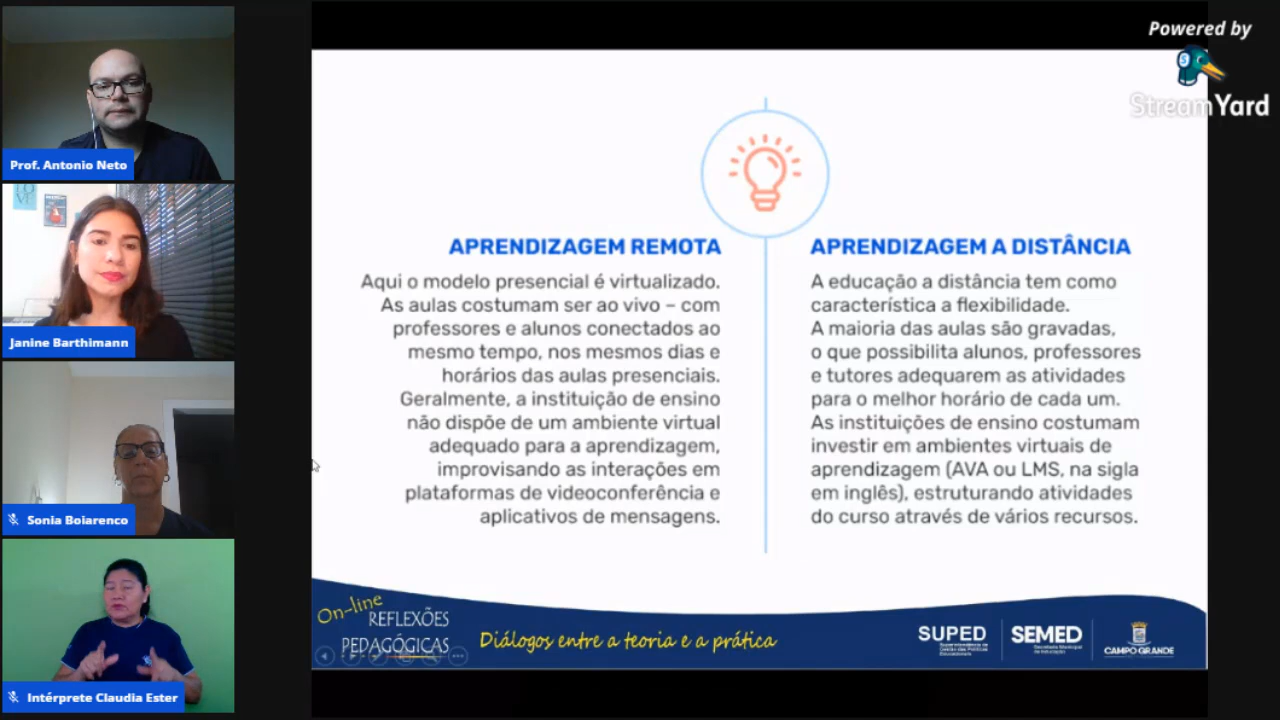 Powered by
StreamYard
Prof. Antonio Neto
Janine Barthimann
Sonia Boiarenco
Intérprete Claudia Ester
APRENDIZAGEM REMOTA
Aqui o modelo presencial é virtualizado.
As aulas costumam ser ao vivo – com
professores e alunos conectados ao
mesmo tempo, nos mesmos dias e
horários das aulas presenciais.
Geralmente, a instituição de ensino
não dispõe de um ambiente virtual
adequado para a aprendizagem,
improvisando as interações em
plataformas de videoconferência e
aplicativos de mensagens.
APRENDIZAGEM A DISTÂNCIA
A educação a distância tem como
característica a flexibilidade.
A maioria das aulas são gravadas,
o que possibilita alunos, professores
e tutores adequarem as atividades
para o melhor horário de cada um.
As instituições de ensino costumam
investir em ambientes virtuais de
aprendizagem (AVA ou LMS, na sigla
em inglês), estruturando atividades
do curso através de vários recursos.
On-line
REFLEXÕES
PEDAGÓGICAS
Diálogos entre a teoria e a prática
SUPED
SEMED
CAMPO GRANDE